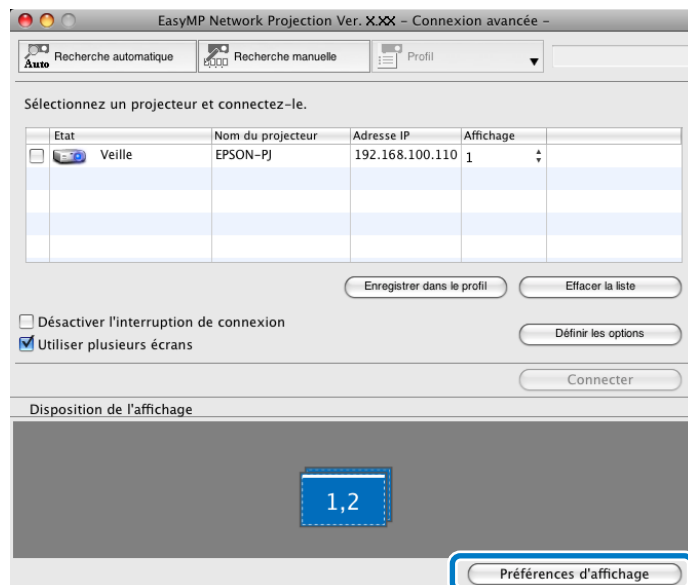 EasyMP Network Projection Ver. X.XX – Connexion avancée –
Auto Recherche automatique Recherche manuelle Profil
Sélectionnez un projecteur et connectez-le.
Etat Nom du projecteur Adresse IP Affichage
Veille EPSON-PJ 192.168.100.110 1
Enregistrer dans le profil Effacer la liste
Désactiver l'interruption de connexion
Utiliser plusieurs écrans
Définir les options
Connecter
Disposition de l'affichage
1,2
Préférences d'affichage